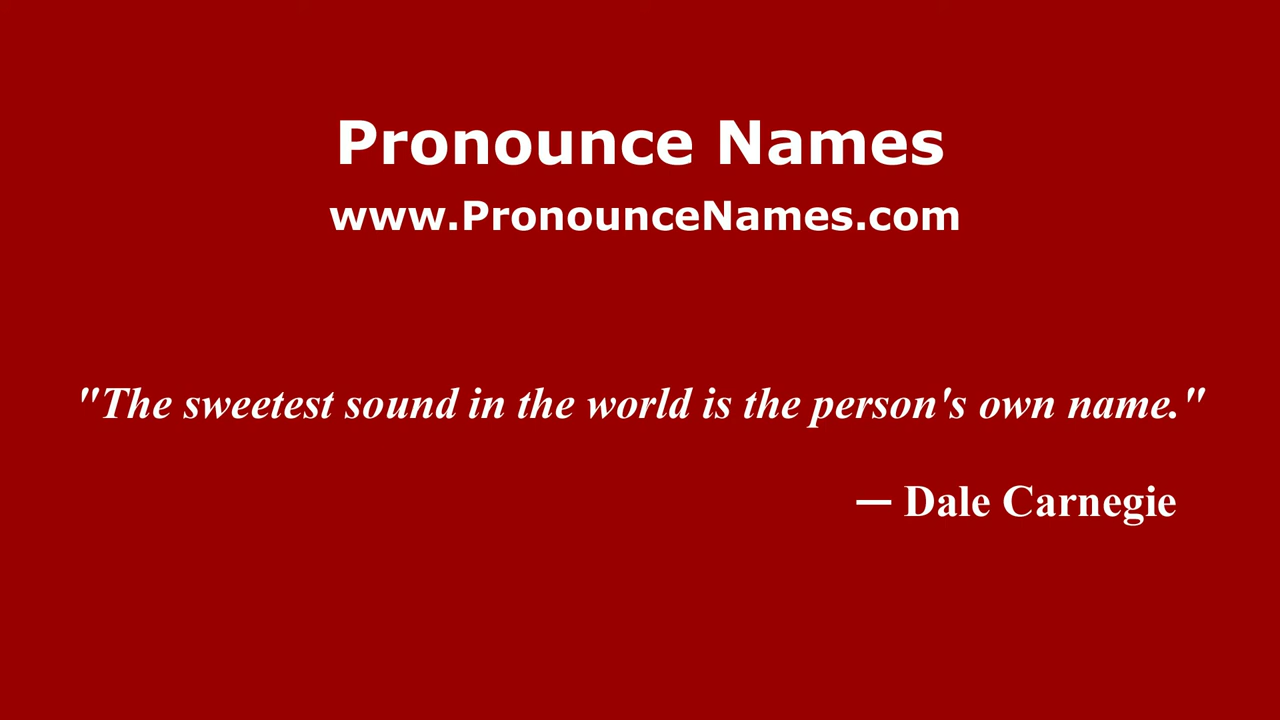 Pronounce Names
www.PronounceNames.com
"The sweetest sound in the world is the person's own name."
— Dale Carnegie